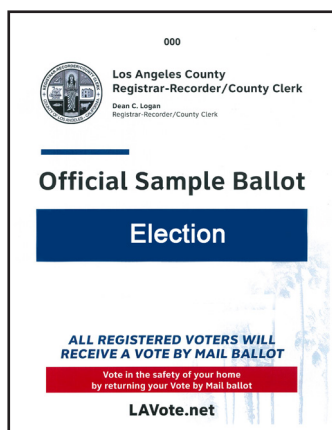 000
Los Angeles County
Registrar-Recorder/County Clerk
Dean C. Logan
Registrar-Recorder/County Clerk
Official Sample Ballot
Election
ALL REGISTERED VOTERS WILL
RECEIVE A VOTE BY MAIL BALLOT
Vote in the safety of your home
by returning your Vote by Mail ballot
LAVote.net